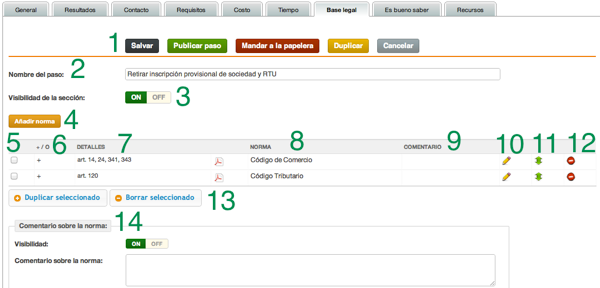 General Resultados Contacto Requisitos Costo Tiempo Base legal Es bueno saber Recursos
1 Salvar Publicar paso Mandar a la papelera Duplicar Cancelar
2
Nombre del paso: Retirar inscripción provisional de sociedad y RTU
Visibilidad de la sección: ON OFF 3
Añadir norma 4
5 6 7 8 9 10 11 12
+ / O DETALLES NORMA COMENTARIO
+ art. 14, 24, 341, 343 Código de Comercio
+ art. 120 Código Tributario
Duplicar seleccionado Borrar seleccionado 13
14
Comentario sobre la norma:
Visibilidad: ON OFF
Comentario sobre la norma: